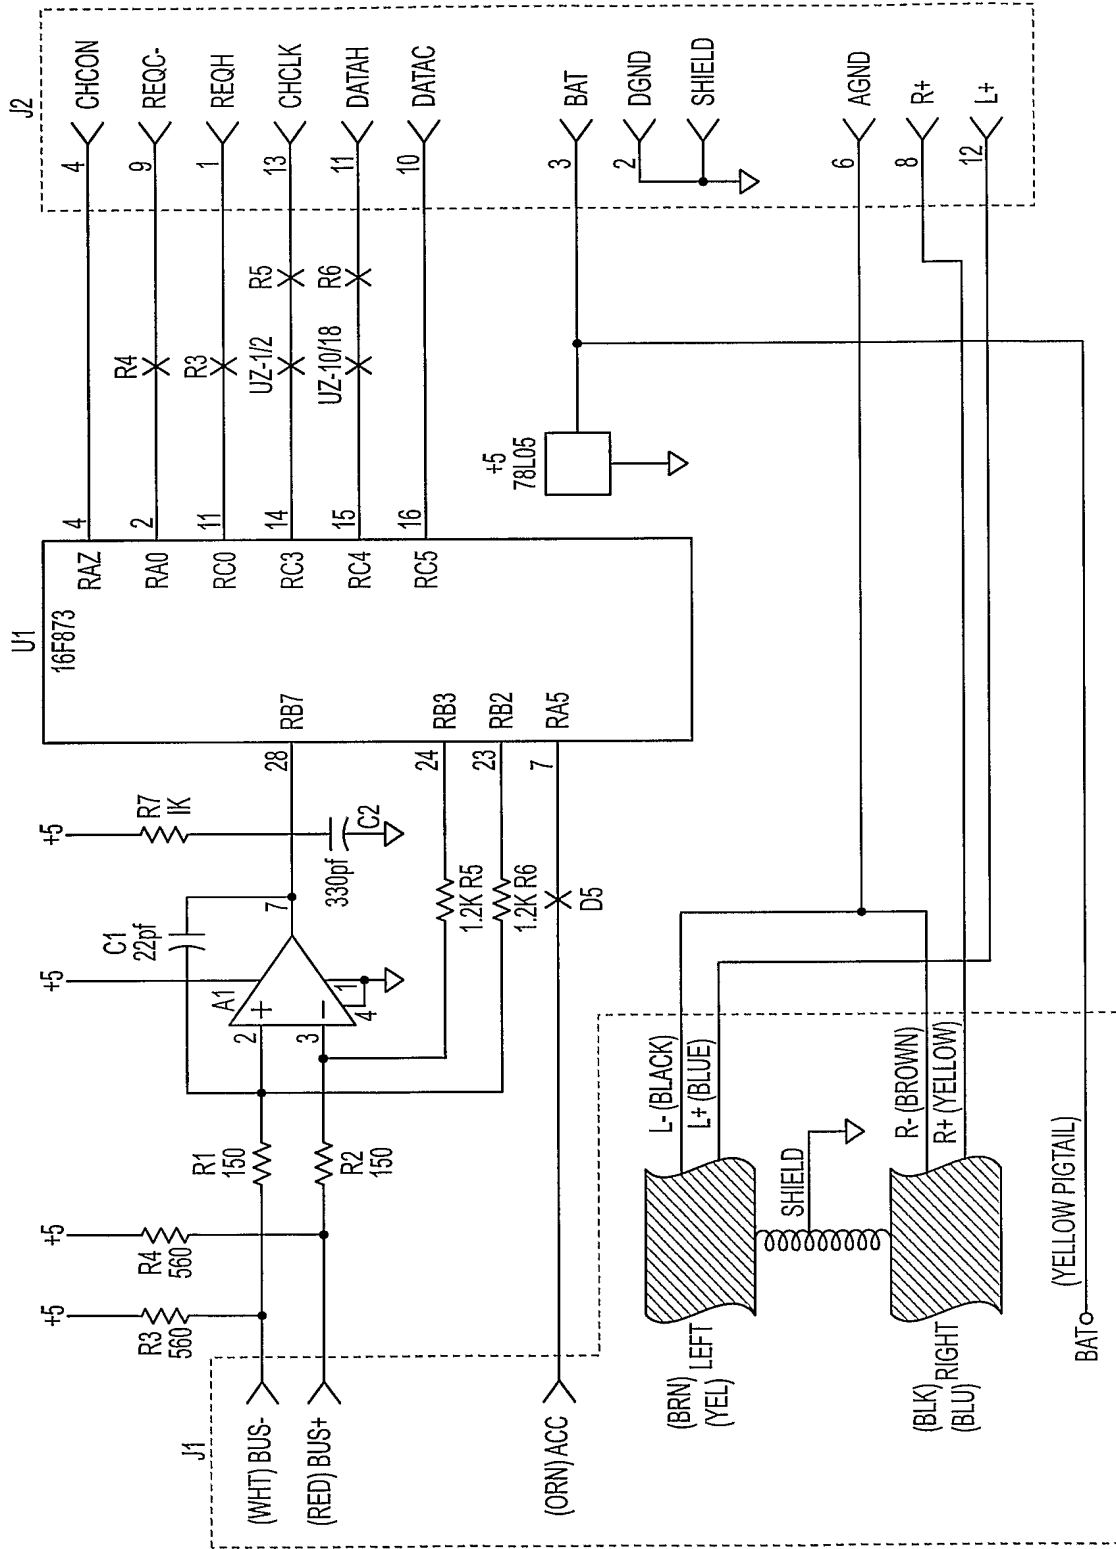 J2
4
CHCON
9
REQC-
1
REQH
13
CHCLK
11
DATAH
10
DATAC
3
BAT
2
DGND
SHIELD
6
AGND
8
R+
12
L+
R4
R3
UZ-1/2
R5
UZ-10/18
R6
+5
78L05
U1
16F873
4
RAZ
2
RA0
11
RC0
14
RC3
15
RC4
16
RC5
RB7
28
RB3
24
RB2
23
RA5
7
+5
R7
IK
330pf
C2
C1
22pf
7
+5
A1
2
+
3
-
1
4
1.2K R5
1.2K R6
D5
R1
150
R2
150
+5
R4
560
+5
R3
560
J1
(WHT) BUS-
(RED) BUS+
(ORN) ACC
L- (BLACK)
L+ (BLUE)
SHIELD
R- (BROWN)
R+ (YELLOW)
(BRN)
(YEL)
LEFT
(BLK)
(BLU)
RIGHT
(YELLOW PIGTAIL)
BAT